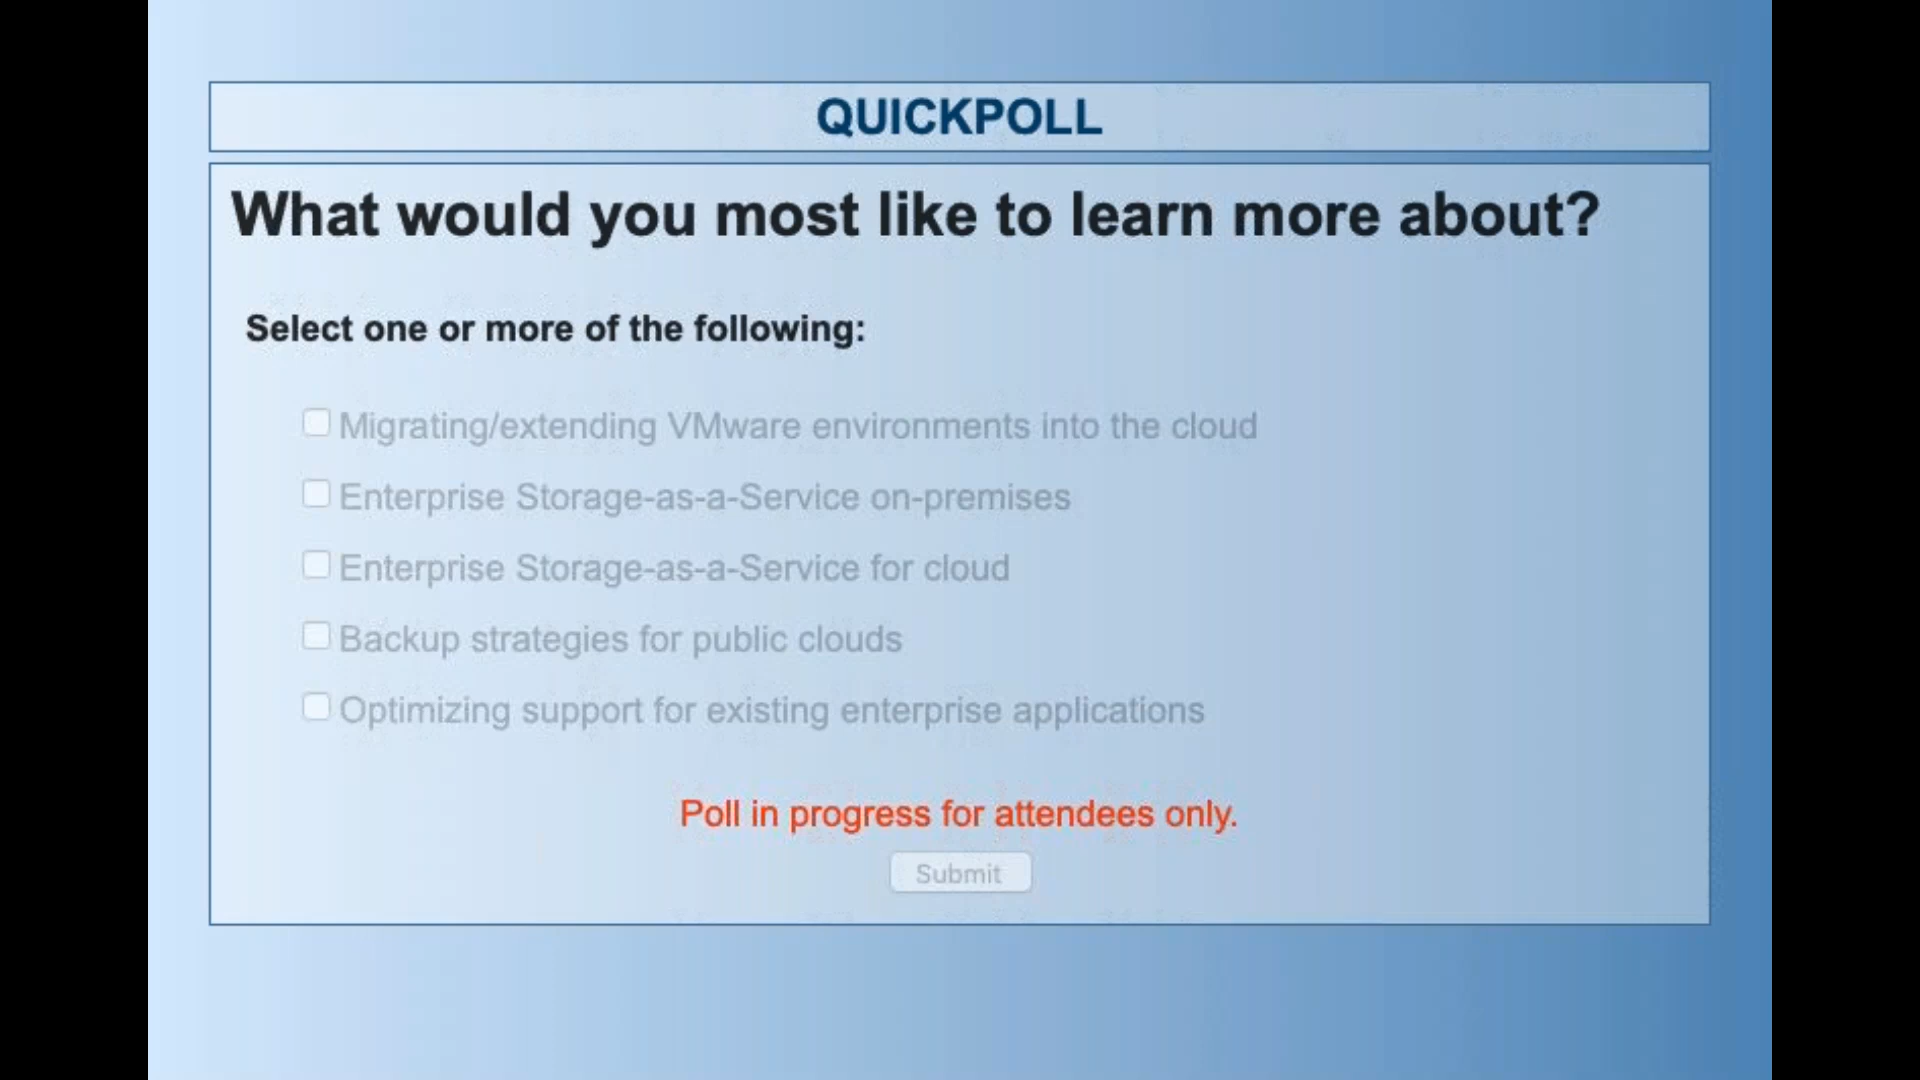 QUICKPOLL
What would you most like to learn more about?
Select one or more of the following:
Migrating/extending VMware environments into the cloud
Enterprise Storage-as-a-Service on-premises
Enterprise Storage-as-a-Service for cloud
Backup strategies for public clouds
Optimizing support for existing enterprise applications
Poll in progress for attendees only.
Submit